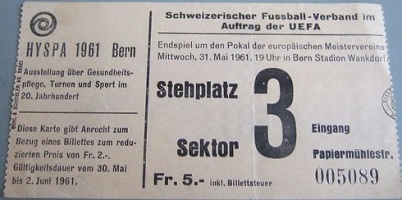 HYSPA 1961 Bern
Ausstellung über Gesundheits-
pflege, Turnen und Sport im
20. Jahrhundert
Diese Karte gibt Anrecht zum
Bezug eines Billettes zum redu-
zierten Preis von Fr. 2.-.
Gültigkeitsdauer vom 30. Mai
bis 2. Juni 1961.
Schweizerischer Fussball-Verband im
Auftrag der UEFA
Endspiel um den Pokal der europäischen Meistervereine
Mittwoch, 31. Mai 1961, 19 Uhr in Bern Stadion Wankdorf
Stehplatz
Sektor
3
Fr. 5.- inkl. Billettsteuer
Eingang
Papiermühlestr.
005089